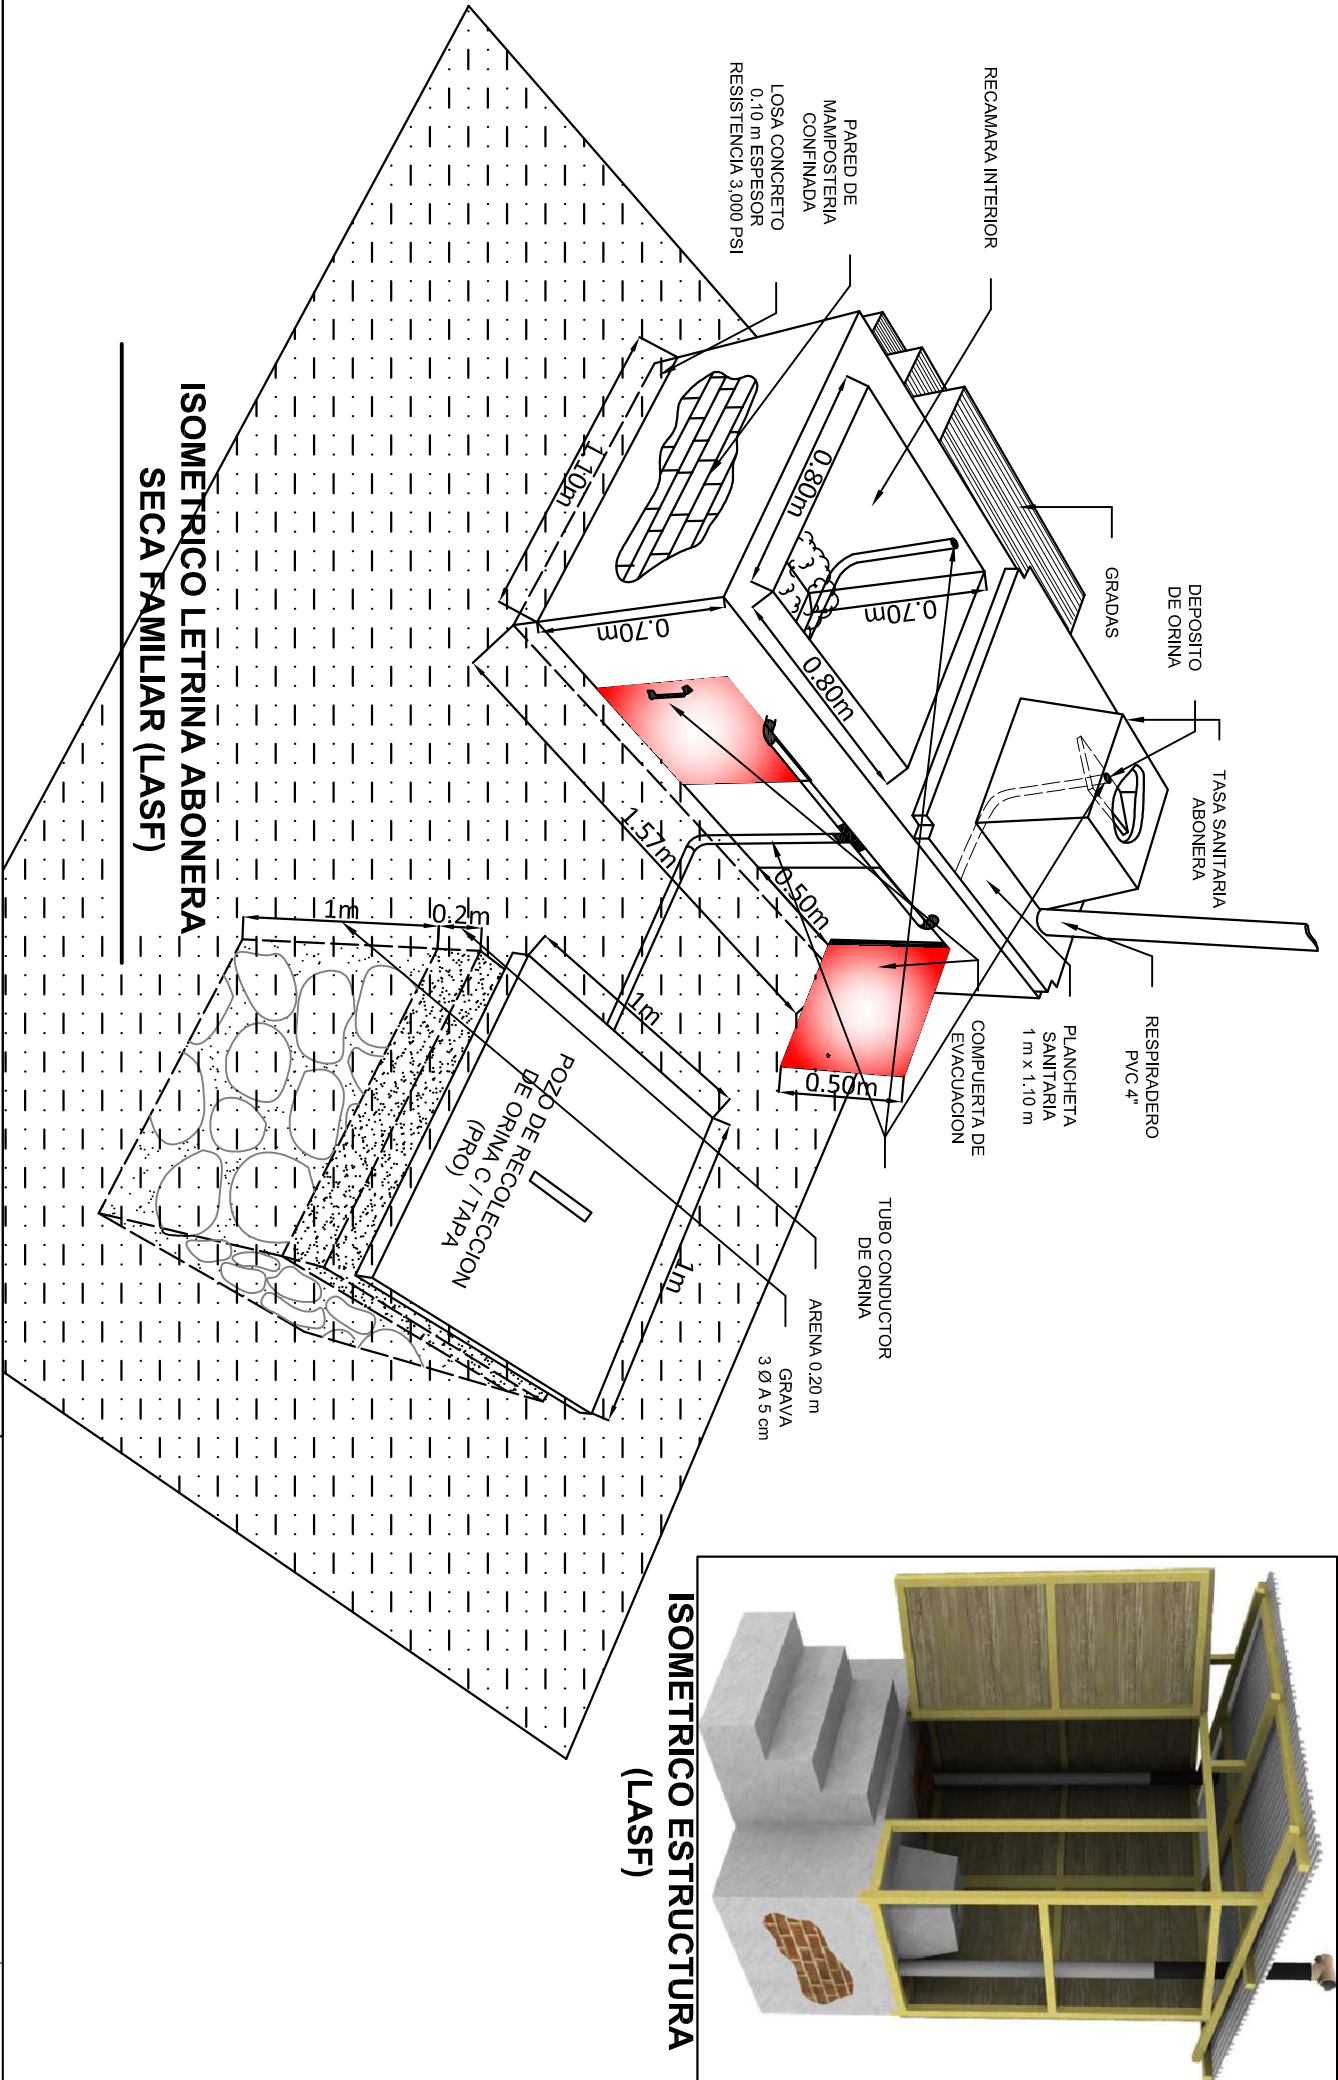 RECAMARA INTERIOR
PARED DE
MAMPOSTERIA
CONFINADA
LOSA CONCRETO
0.10 m ESPESOR
RESISTENCIA 3,000 PSI
GRADAS
DEPOSITO
DE ORINA
TASA SANITARIA
ABONERA
RESPIRADERO
PVC 4"
PLANCHETA
SANITARIA
1 m x 1.10 m
COMPUERTA DE
EVACUACION
TUBO CONDUCTOR
DE ORINA
ARENA 0.20 m
GRAVA
3 Ø A 5 cm
0.80m
0.70m
0.80m
1.10m
0.70m
1.57m
0.50m
0.50m
1m
1m
0.2m
1m
POZO DE RECOLECCION
DE ORINA C / TAPA
(PRO)
ISOMETRICO LETRINA ABONERA
SECA FAMILIAR (LASF)
ISOMETRICO ESTRUCTURA
(LASF)